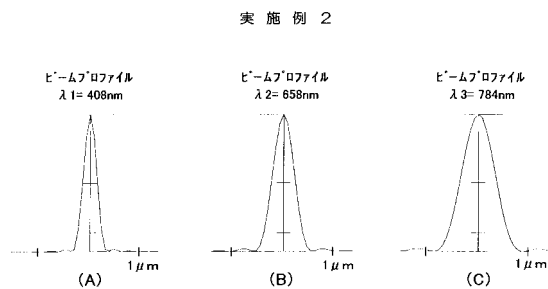 実施例２
ビームプロファイル
λ1= 408nm
ビームプロファイル
λ2= 658nm
ビームプロファイル
λ3= 784nm
1μm
1μm
1μm
(A)
(B)
(C)